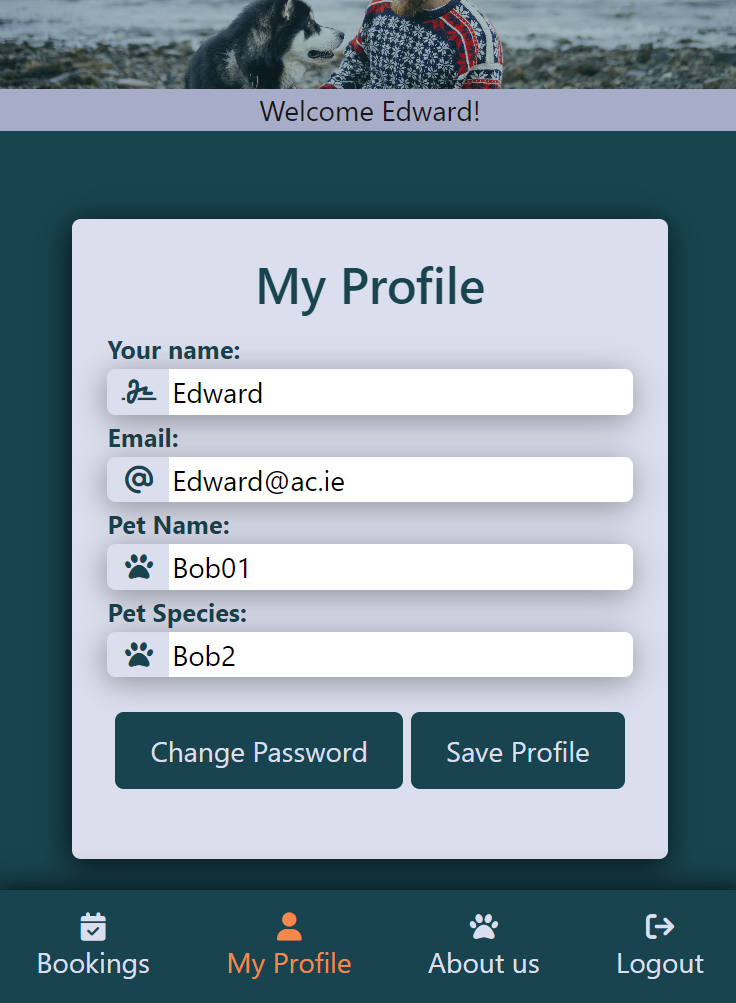 Welcome Edward!
My Profile
Your name:
Edward
Email:
Edward@ac.ie
Pet Name:
Bob01
Pet Species:
Bob2
Change Password Save Profile
Bookings My Profile About us Logout